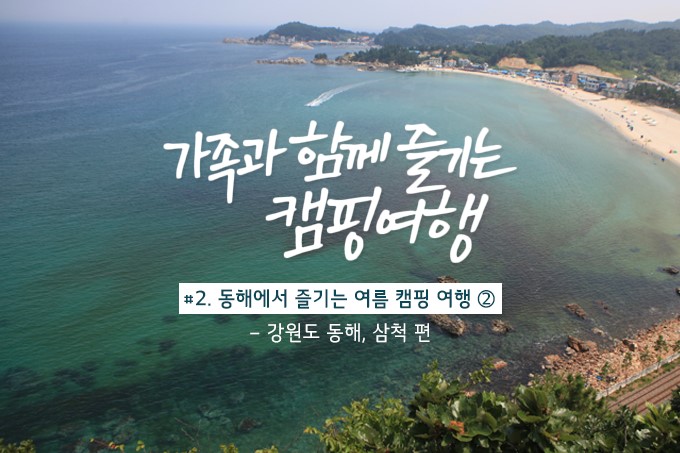 가족과 함께 즐기는
캠핑여행
#2. 동해에서 즐기는 여름 캠핑 여행 ②
– 강원도 동해, 삼척 편